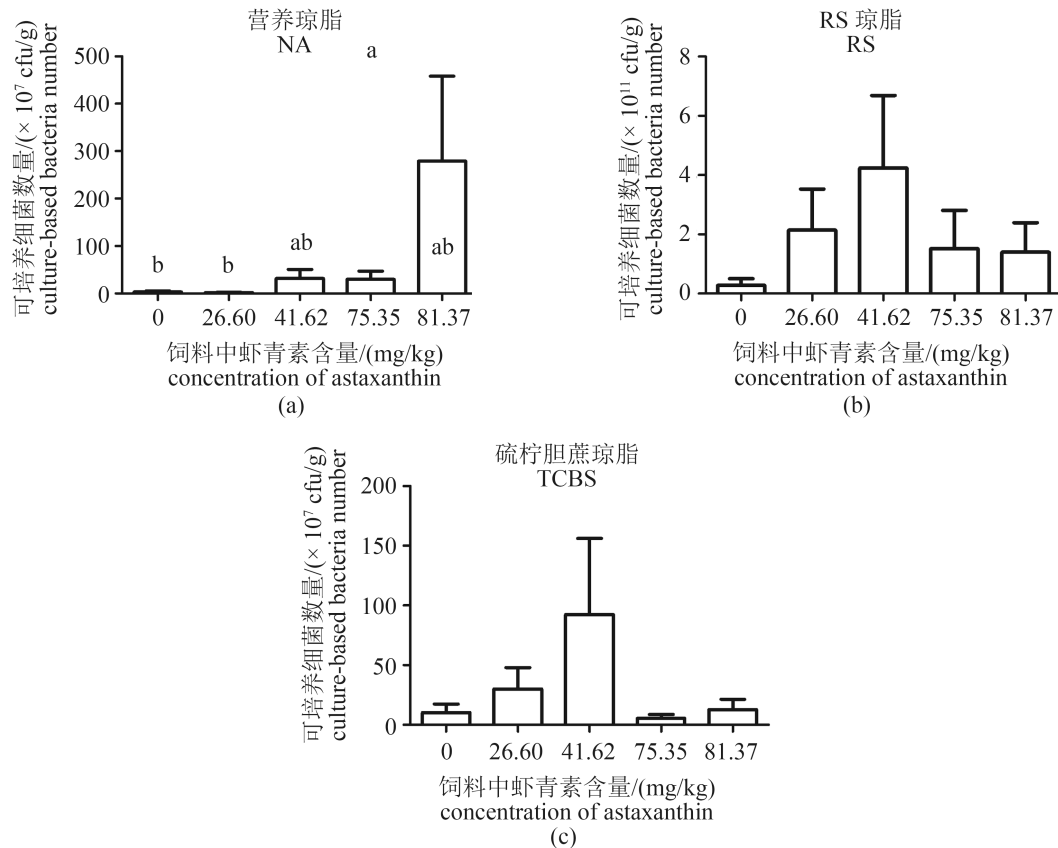 营养琼脂
NA
可培养细菌数量/(× 10⁷ cfu/g)
culture-based bacteria number
500
400
300
200
100
0
a
ab
ab
b
b
0 26.60 41.62 75.35 81.37
饲料中虾青素含量/(mg/kg)
concentration of astaxanthin
(a)
RS 琼脂
RS
可培养细菌数量/(× 10¹¹ cfu/g)
culture-based bacteria number
8
6
4
2
0
0 26.60 41.62 75.35 81.37
饲料中虾青素含量/(mg/kg)
concentration of astaxanthin
(b)
硫柠胆蔗琼脂
TCBS
可培养细菌数量/(× 10⁷ cfu/g)
culture-based bacteria number
200
150
100
50
0
0 26.60 41.62 75.35 81.37
饲料中虾青素含量/(mg/kg)
concentration of astaxanthin
(c)